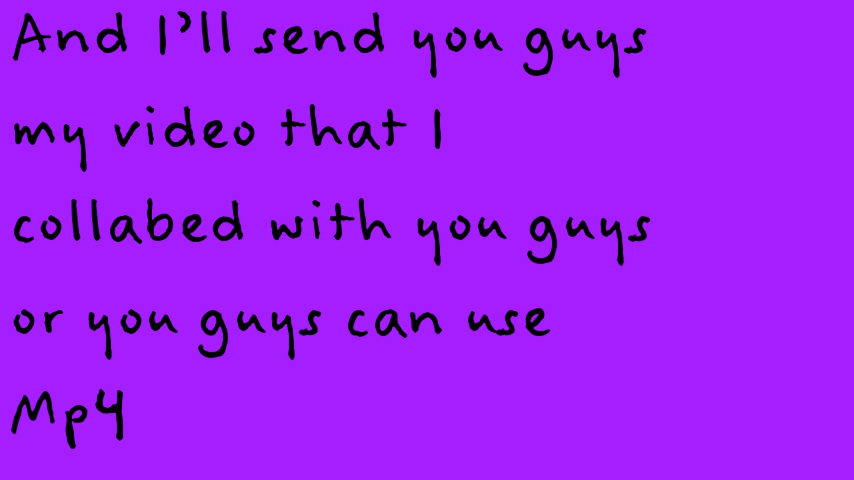 And I'll send you guys
my video that I
collabed with you guys
or you guys can use
Mp4